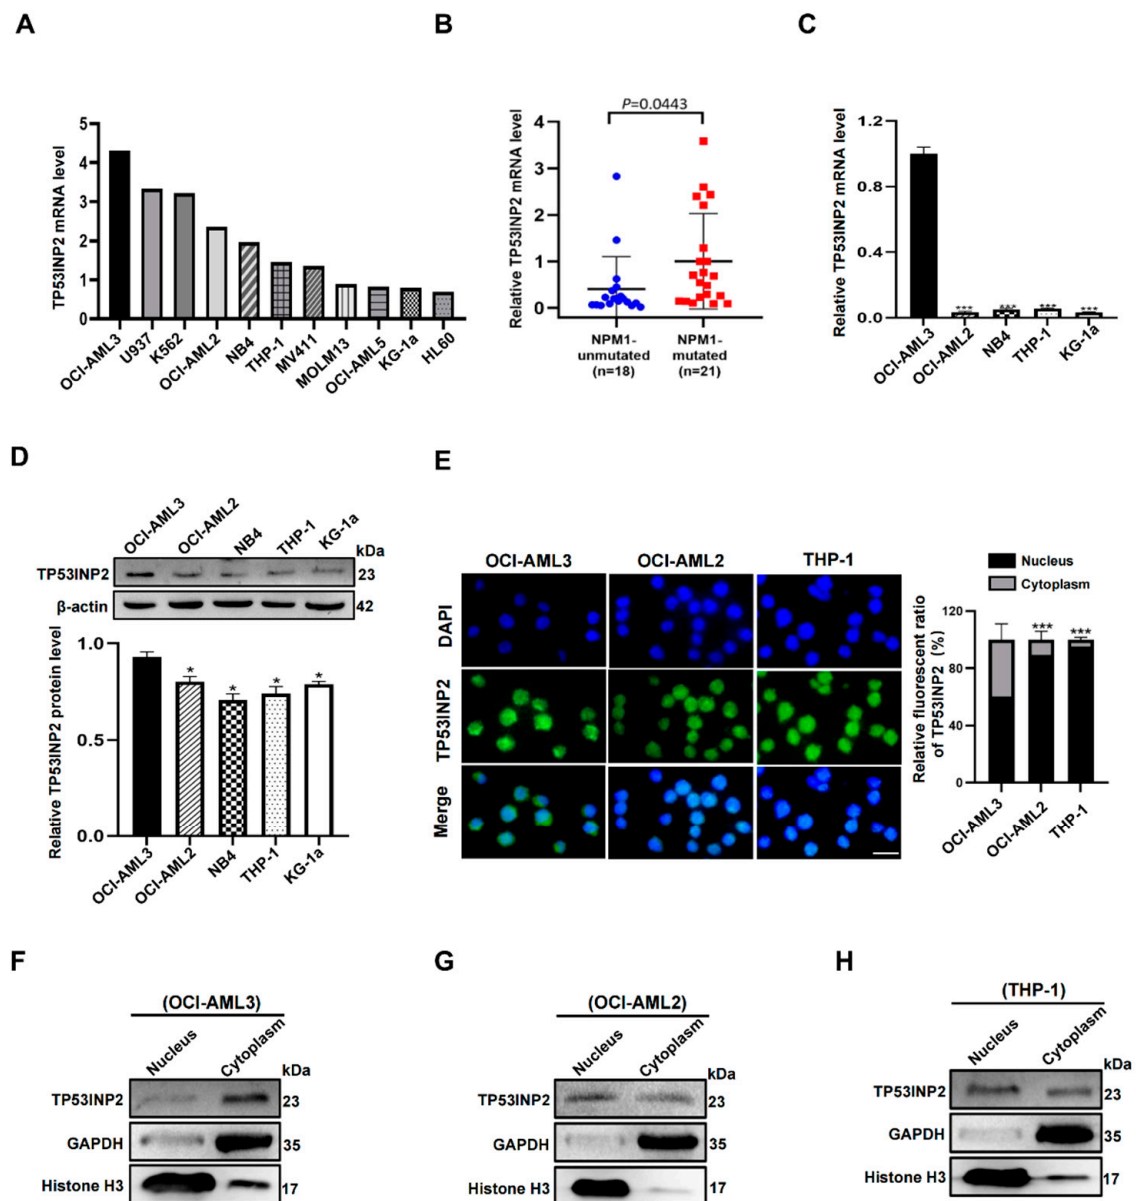 A
TP53INP2 mRNA level
5
4
3
2
1
0
OCI-AML3
U937
K562
OCI-AML2
NB4
THP-1
MV411
MOLM13
OCI-AML5
KG-1a
HL60
B
Relative TP53INP2 mRNA level
P=0.0443
4
3
2
1
0
NPM1-
unmutated
(n=18)
NPM1-
mutated
(n=21)
C
Relative TP53INP2 mRNA level
1.2
0.8
0.4
0.0
***
***
***
***
OCI-AML3
OCI-AML2
NB4
THP-1
KG-1a
D
OCI-AML3
OCI-AML2
NB4
THP-1
KG-1a
kDa
TP53INP2
23
β-actin
42
Relative TP53INP2 protein level
1.0
0.5
0.0
*
*
*
*
OCI-AML3
OCI-AML2
NB4
THP-1
KG-1a
E
OCI-AML3
OCI-AML2
THP-1
DAPI
TP53INP2
Merge
Nucleus
Cytoplasm
Relative fluorescent ratio
of TP53INP2 (%)
120
80
40
0
***
***
OCI-AML3
OCI-AML2
THP-1
F
(OCI-AML3)
Nucleus
Cytoplasm
kDa
TP53INP2
23
GAPDH
35
Histone H3
17
G
(OCI-AML2)
Nucleus
Cytoplasm
kDa
TP53INP2
23
GAPDH
35
Histone H3
17
H
(THP-1)
Nucleus
Cytoplasm
kDa
TP53INP2
23
GAPDH
35
Histone H3
17